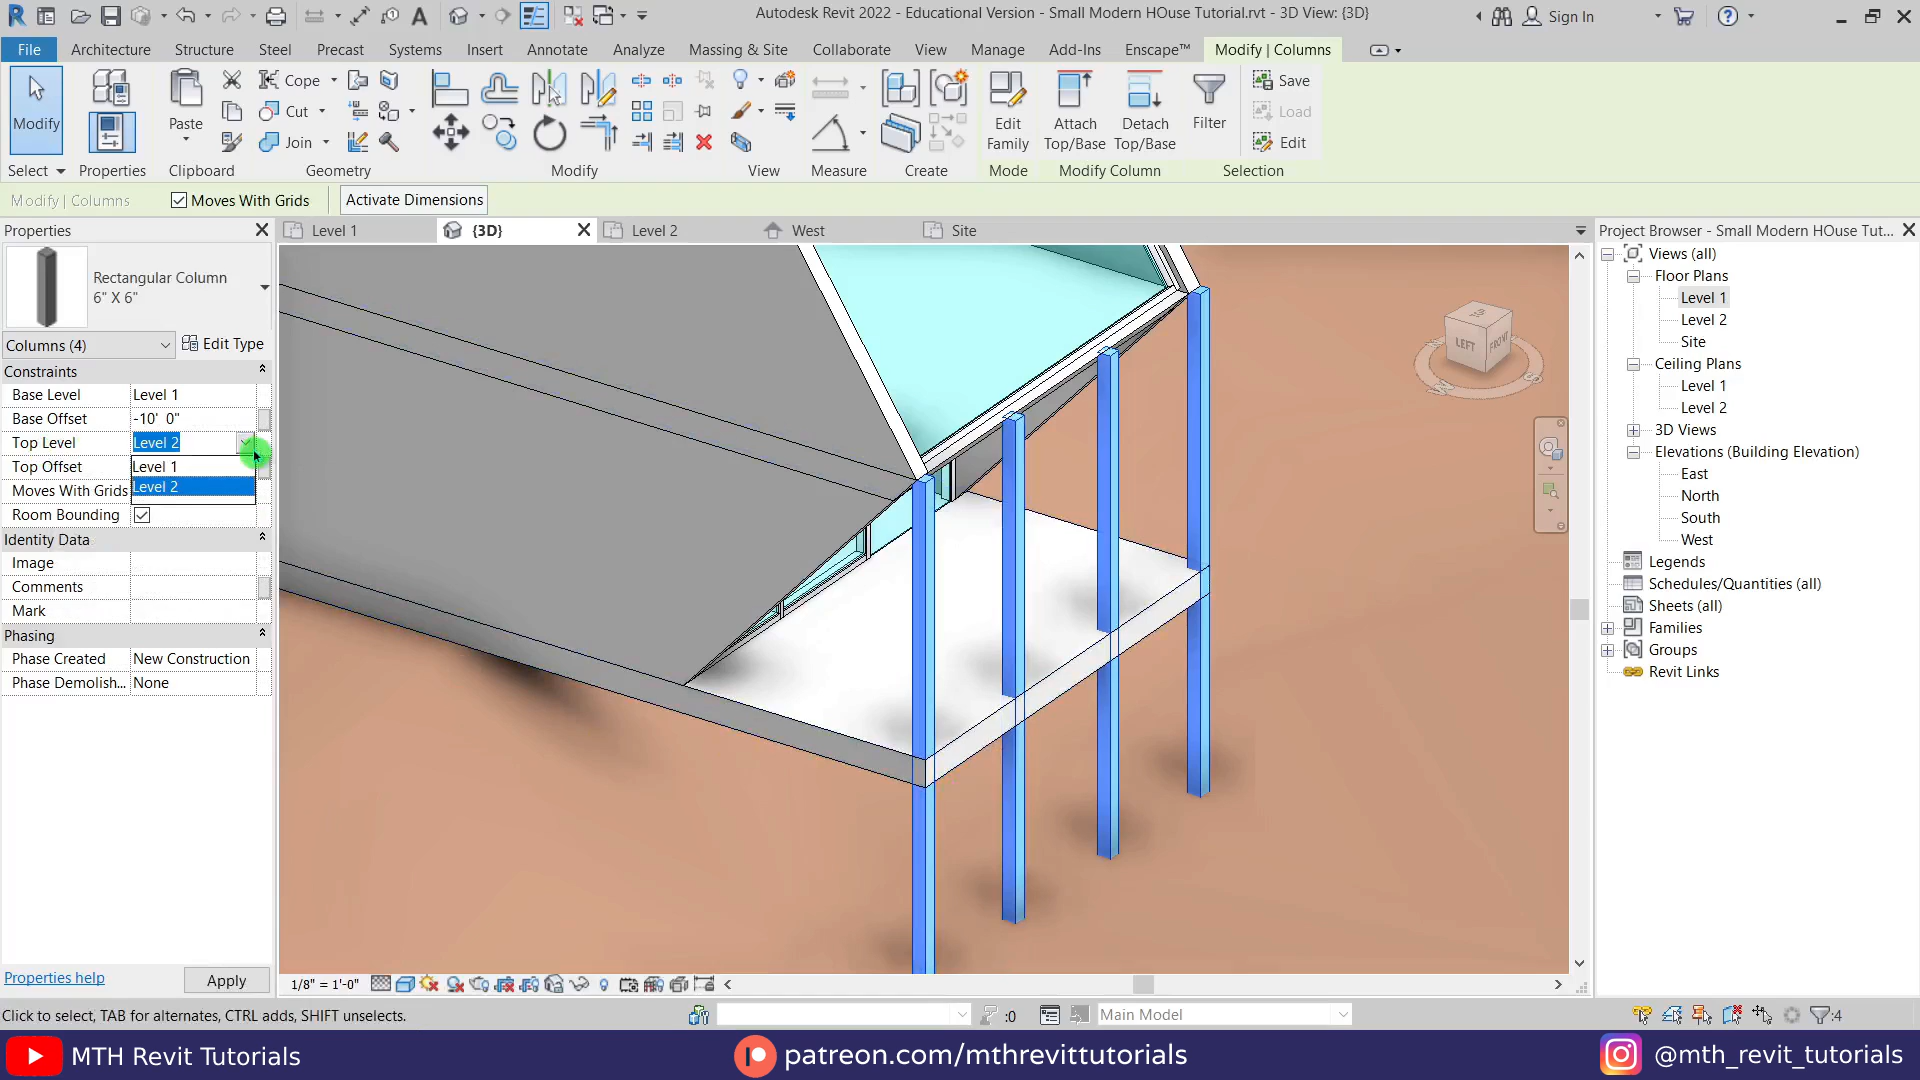 Autodesk Revit 2022 - Educational Version - Small Modern HOuse Tutorial.rvt - 3D View: {3D}
Sign In
File Architecture Structure Steel Precast Systems Insert Annotate Analyze Massing & Site Collaborate View Manage Add-Ins Enscape™ Modify | Columns
Modify
Paste
Cope
Cut
Join
Edit
Family
Attach
Top/Base
Detach
Top/Base
Filter
Save
Load
Edit
Select Properties Clipboard Geometry Modify View Measure Create Mode Modify Column Selection
Modify | Columns Moves With Grids Activate Dimensions
Properties
Level 1 {3D} Level 2 West Site
Project Browser - Small Modern HOuse Tut...
Rectangular Column
6" X 6"
Columns (4) Edit Type
Constraints
Base Level Level 1
Base Offset -10' 0"
Top Level Level 2
Top Offset Level 1
Level 2
Moves With Grids
Room Bounding
Identity Data
Image
Comments
Mark
Phasing
Phase Created New Construction
Phase Demolish... None
Properties help Apply
LEFT FRONT
Views (all)
Floor Plans
Level 1
Level 2
Site
Ceiling Plans
Level 1
Level 2
3D Views
Elevations (Building Elevation)
East
North
South
West
Legends
Schedules/Quantities (all)
Sheets (all)
Families
Groups
Revit Links
1/8" = 1'-0"
Click to select, TAB for alternates, CTRL adds, SHIFT unselects.
:0
Main Model
:4
MTH Revit Tutorials
patreon.com/mthrevittutorials
@mth_revit_tutorials